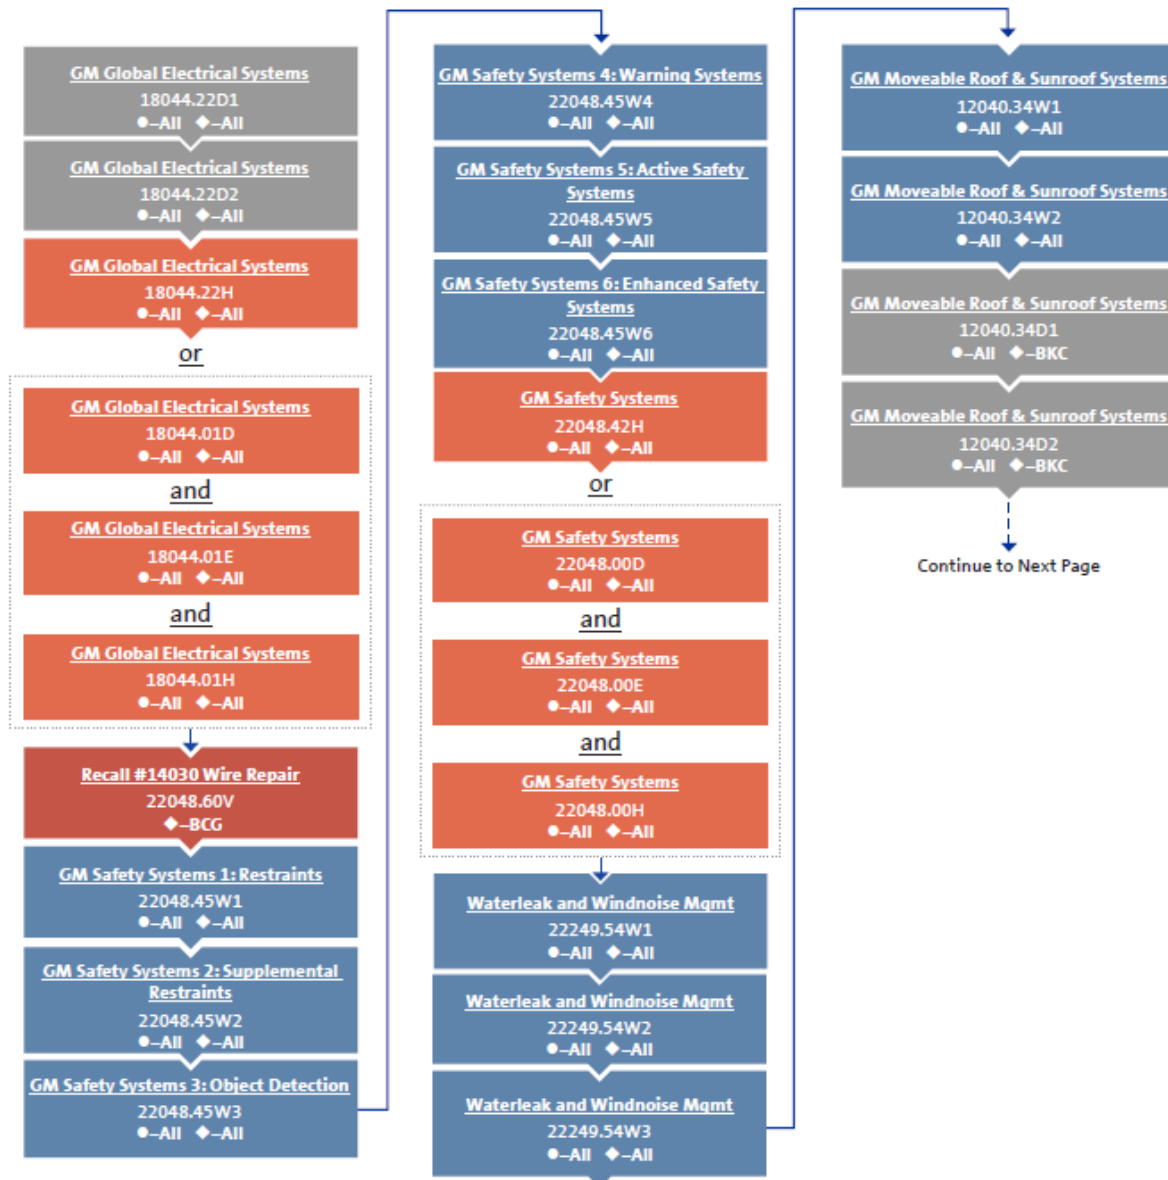 GM Global Electrical Systems
18044.22D1
●–All ◆–All
GM Global Electrical Systems
18044.22D2
●–All ◆–All
GM Global Electrical Systems
18044.22H
●–All ◆–All
or
GM Global Electrical Systems
18044.01D
●–All ◆–All
and
GM Global Electrical Systems
18044.01E
●–All ◆–All
and
GM Global Electrical Systems
18044.01H
●–All ◆–All
Recall #14030 Wire Repair
22048.60V
◆–BCG
GM Safety Systems 1: Restraints
22048.45W1
●–All ◆–All
GM Safety Systems 2: Supplemental
Restraints
22048.45W2
●–All ◆–All
GM Safety Systems 3: Object Detection
22048.45W3
●–All ◆–All
GM Safety Systems 4: Warning Systems
22048.45W4
●–All ◆–All
GM Safety Systems 5: Active Safety
Systems
22048.45W5
●–All ◆–All
GM Safety Systems 6: Enhanced Safety
Systems
22048.45W6
●–All ◆–All
GM Safety Systems
22048.42H
●–All ◆–All
or
GM Safety Systems
22048.00D
●–All ◆–All
and
GM Safety Systems
22048.00E
●–All ◆–All
and
GM Safety Systems
22048.00H
●–All ◆–All
Waterleak and Windnoise Mgmt
22249.54W1
●–All ◆–All
Waterleak and Windnoise Mgmt
22249.54W2
●–All ◆–All
Waterleak and Windnoise Mgmt
22249.54W3
●–All ◆–All
GM Moveable Roof & Sunroof Systems
12040.34W1
●–All ◆–All
GM Moveable Roof & Sunroof Systems
12040.34W2
●–All ◆–All
GM Moveable Roof & Sunroof Systems
12040.34D1
●–All ◆–BKC
GM Moveable Roof & Sunroof Systems
12040.34D2
●–All ◆–BKC
Continue to Next Page